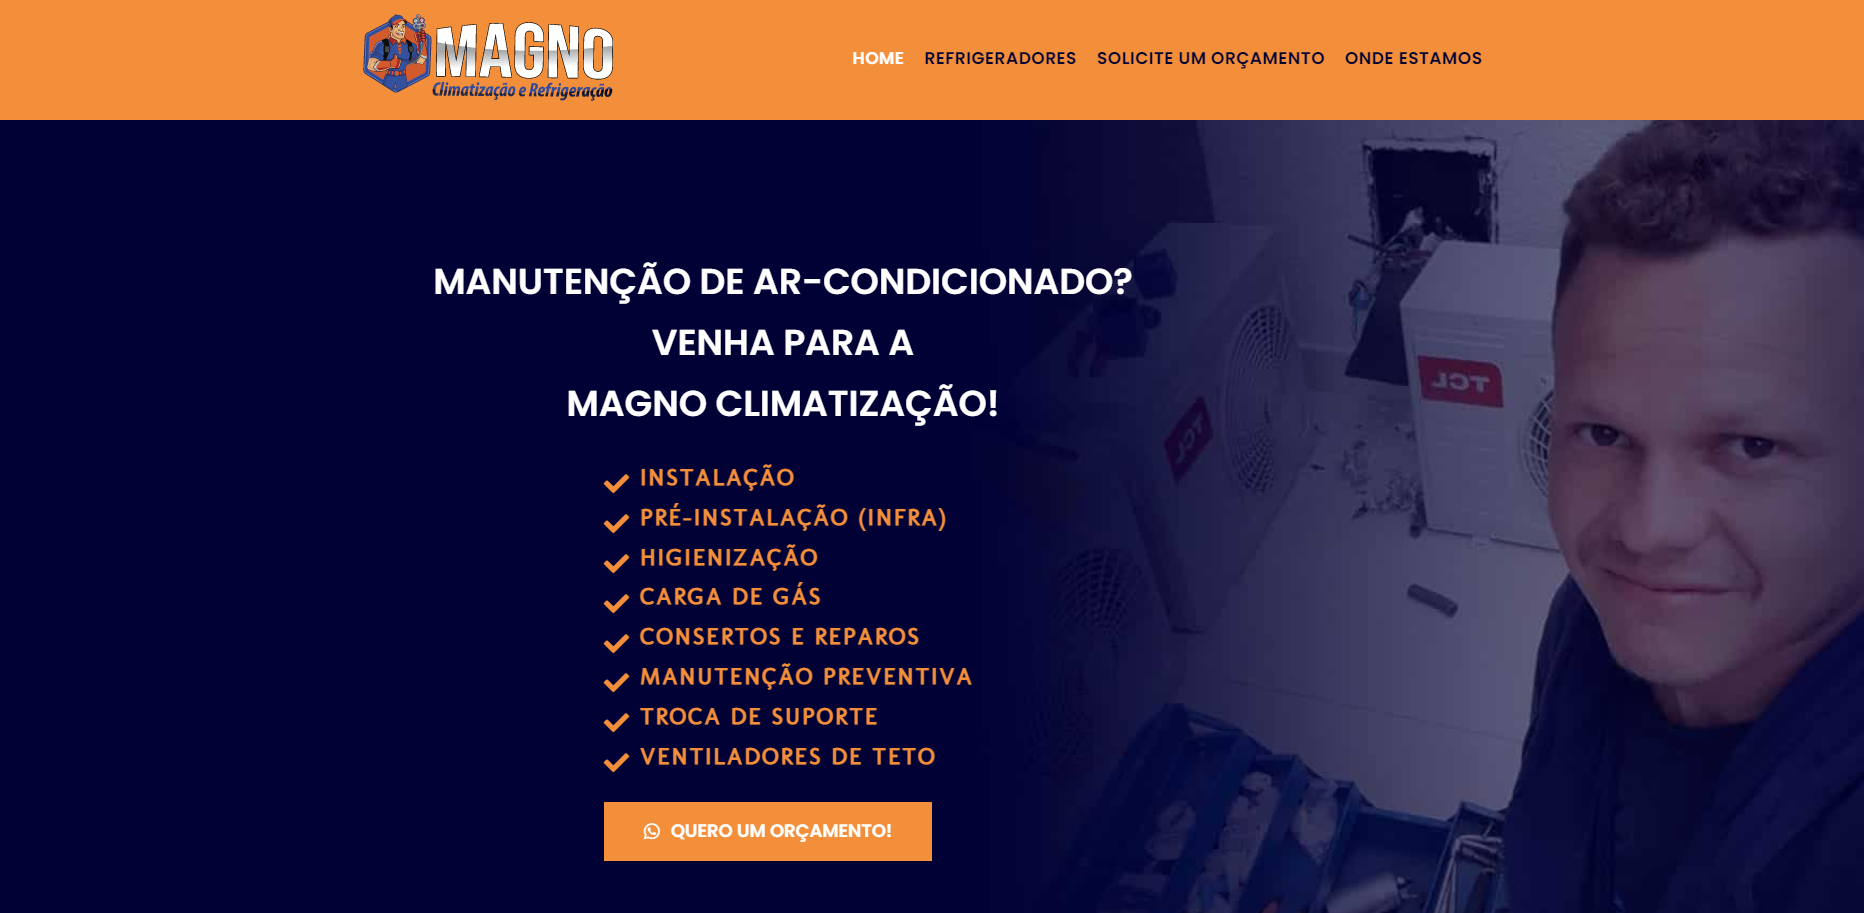 MAGNO
Climatização e Refrigeração
HOME REFRIGERADORES SOLICITE UM ORÇAMENTO ONDE ESTAMOS
MANUTENÇÃO DE AR-CONDICIONADO?
VENHA PARA A
MAGNO CLIMATIZAÇÃO!
INSTALAÇÃO
PRÉ-INSTALAÇÃO (INFRA)
HIGIENIZAÇÃO
CARGA DE GÁS
CONSERTOS E REPAROS
MANUTENÇÃO PREVENTIVA
TROCA DE SUPORTE
VENTILADORES DE TETO
QUERO UM ORÇAMENTO!
TCL
TCL